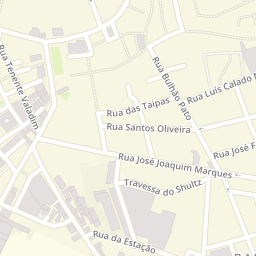 Rua Tenente Valadim
Rua Bulhão Pato
Rua Luís Calado N
Rua das Taipas
Rua Santos Oliveira
Rua José F
Rua José Joaquim Marques
Travessa do Shultz
Rua da Estação